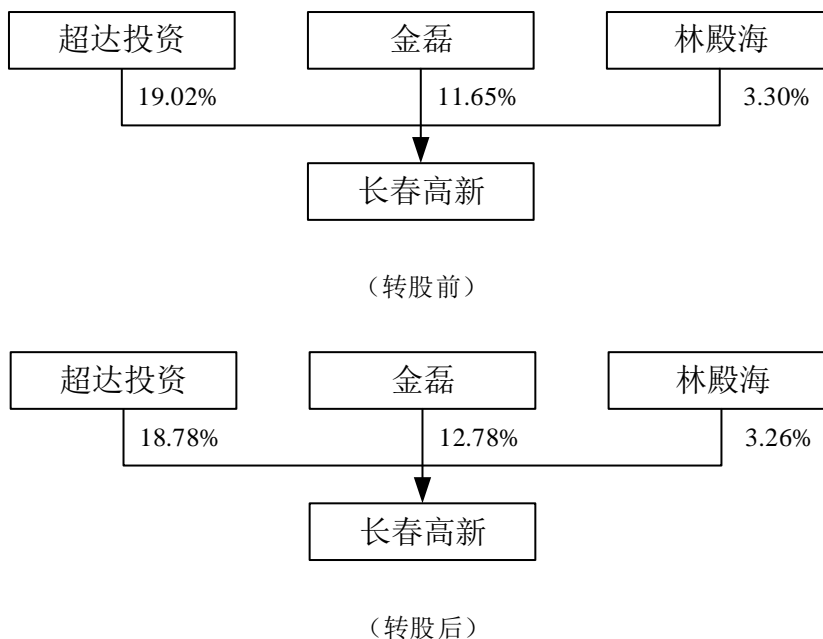 超达投资 金磊 林殿海
19.02% 11.65% 3.30%
长春高新
（转股前）
超达投资 金磊 林殿海
18.78% 12.78% 3.26%
长春高新
（转股后）